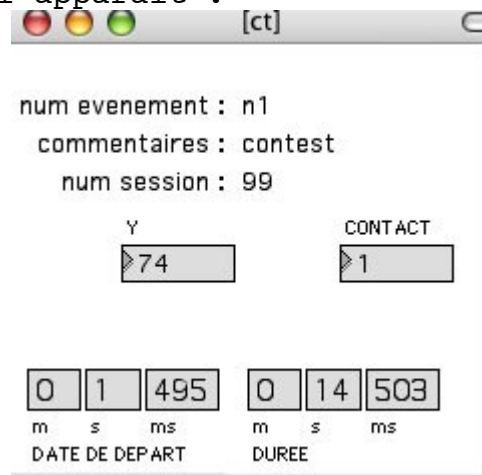 [ct]
num evenement : n1
commentaires : contest
num session : 99
Y CONTACT
74 1
0 1 495 0 14 503
m s ms m s ms
DATE DE DEPART DUREE